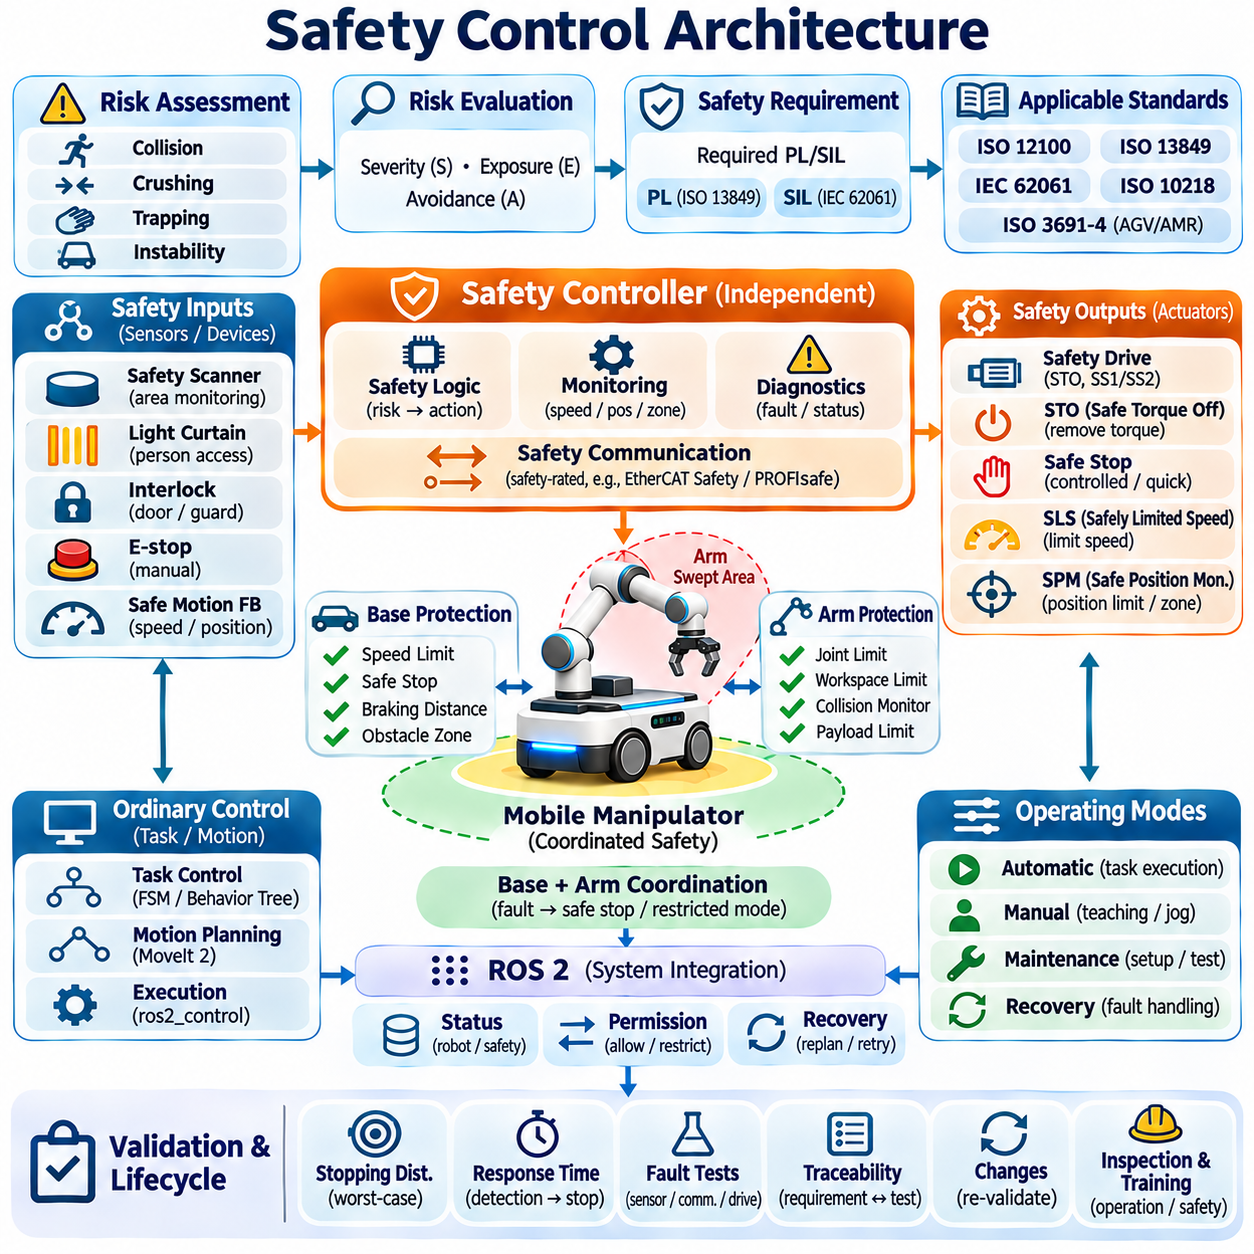 Safety Control Architecture
Risk Assessment
Collision
Crushing
Trapping
Instability
Risk Evaluation
Severity (S) • Exposure (E)
Avoidance (A)
Safety Requirement
Required PL/SIL
PL (ISO 13849)
SIL (IEC 62061)
Applicable Standards
ISO 12100
ISO 13849
IEC 62061
ISO 10218
ISO 3691-4 (AGV/AMR)
Safety Inputs
(Sensors / Devices)
Safety Scanner
(area monitoring)
Light Curtain
(person access)
Interlock
(door / guard)
E-stop
(manual)
Safe Motion FB
(speed / position)
Safety Controller (Independent)
Safety Logic
(risk → action)
Monitoring
(speed / pos / zone)
Diagnostics
(fault / status)
Safety Communication
(safety-rated, e.g., EtherCAT Safety / PROFIsafe)
Safety Outputs (Actuators)
Safety Drive
(STO, SS1/SS2)
STO (Safe Torque Off)
(remove torque)
Safe Stop
(controlled / quick)
SLS (Safely Limited Speed)
(limit speed)
SPM (Safe Position Mon.)
(position limit / zone)
Arm
Swept Area
Base Protection
Speed Limit
Safe Stop
Braking Distance
Obstacle Zone
Arm Protection
Joint Limit
Workspace Limit
Collision Monitor
Payload Limit
Mobile Manipulator
(Coordinated Safety)
Base + Arm Coordination
(fault → safe stop / restricted mode)
Ordinary Control
(Task / Motion)
Task Control
(FSM / Behavior Tree)
Motion Planning
(MoveIt 2)
Execution
(ros2_control)
ROS 2 (System Integration)
Status
(robot / safety)
Permission
(allow / restrict)
Recovery
(replan / retry)
Operating Modes
Automatic (task execution)
Manual (teaching / jog)
Maintenance (setup / test)
Recovery (fault handling)
Validation &
Lifecycle
Stopping Dist.
(worst-case)
Response Time
(detection → stop)
Fault Tests
(sensor / comm. / drive)
Traceability
(requirement ↔ test)
Changes
(re-validate)
Inspection &
Training
(operation / safety)